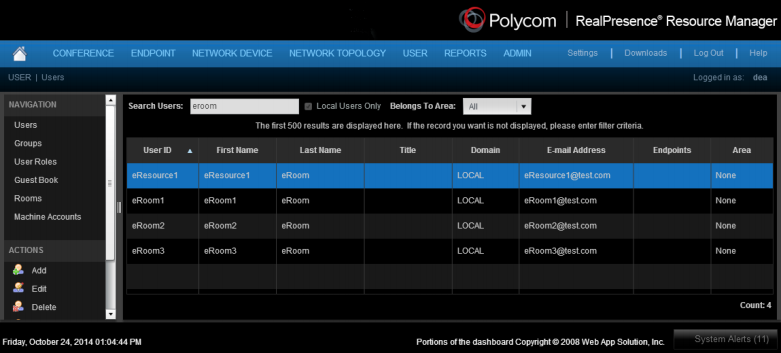 Polycom | RealPresence® Resource Manager
CONFERENCE ENDPOINT NETWORK DEVICE NETWORK TOPOLOGY USER REPORTS ADMIN Settings | Downloads | Log Out | Help
USER | Users Logged in as: dea
NAVIGATION
Users
Groups
User Roles
Guest Book
Rooms
Machine Accounts
ACTIONS
Add
Edit
Delete
Search Users: eroom Local Users Only Belongs To Area: All
The first 500 results are displayed here. If the record you want is not displayed, please enter filter criteria.
User ID First Name Last Name Title Domain E-mail Address Endpoints Area
eResource1 eResource1 eRoom LOCAL eResource1@test.com None
eRoom1 eRoom1 eRoom LOCAL eRoom1@test.com None
eRoom2 eRoom2 eRoom LOCAL eRoom2@test.com None
eRoom3 eRoom3 eRoom LOCAL eRoom3@test.com None
Count: 4
Friday, October 24, 2014 01:04:44 PM Portions of the dashboard Copyright © 2008 Web App Solution, Inc. System Alerts (11)